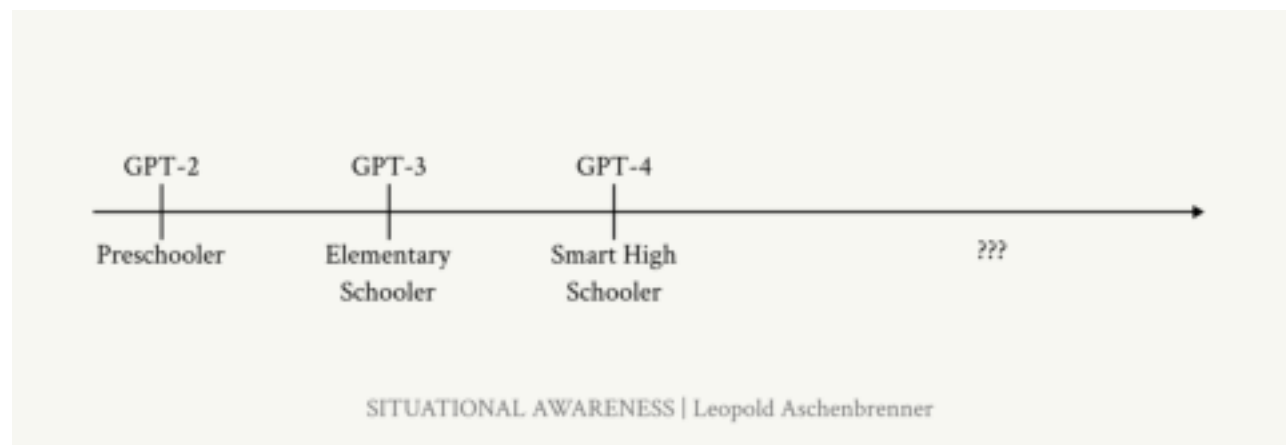 GPT-2
GPT-3
GPT-4
Preschooler
Elementary
Schooler
Smart High
Schooler
???
SITUATIONAL AWARENESS | Leopold Aschenbrenner